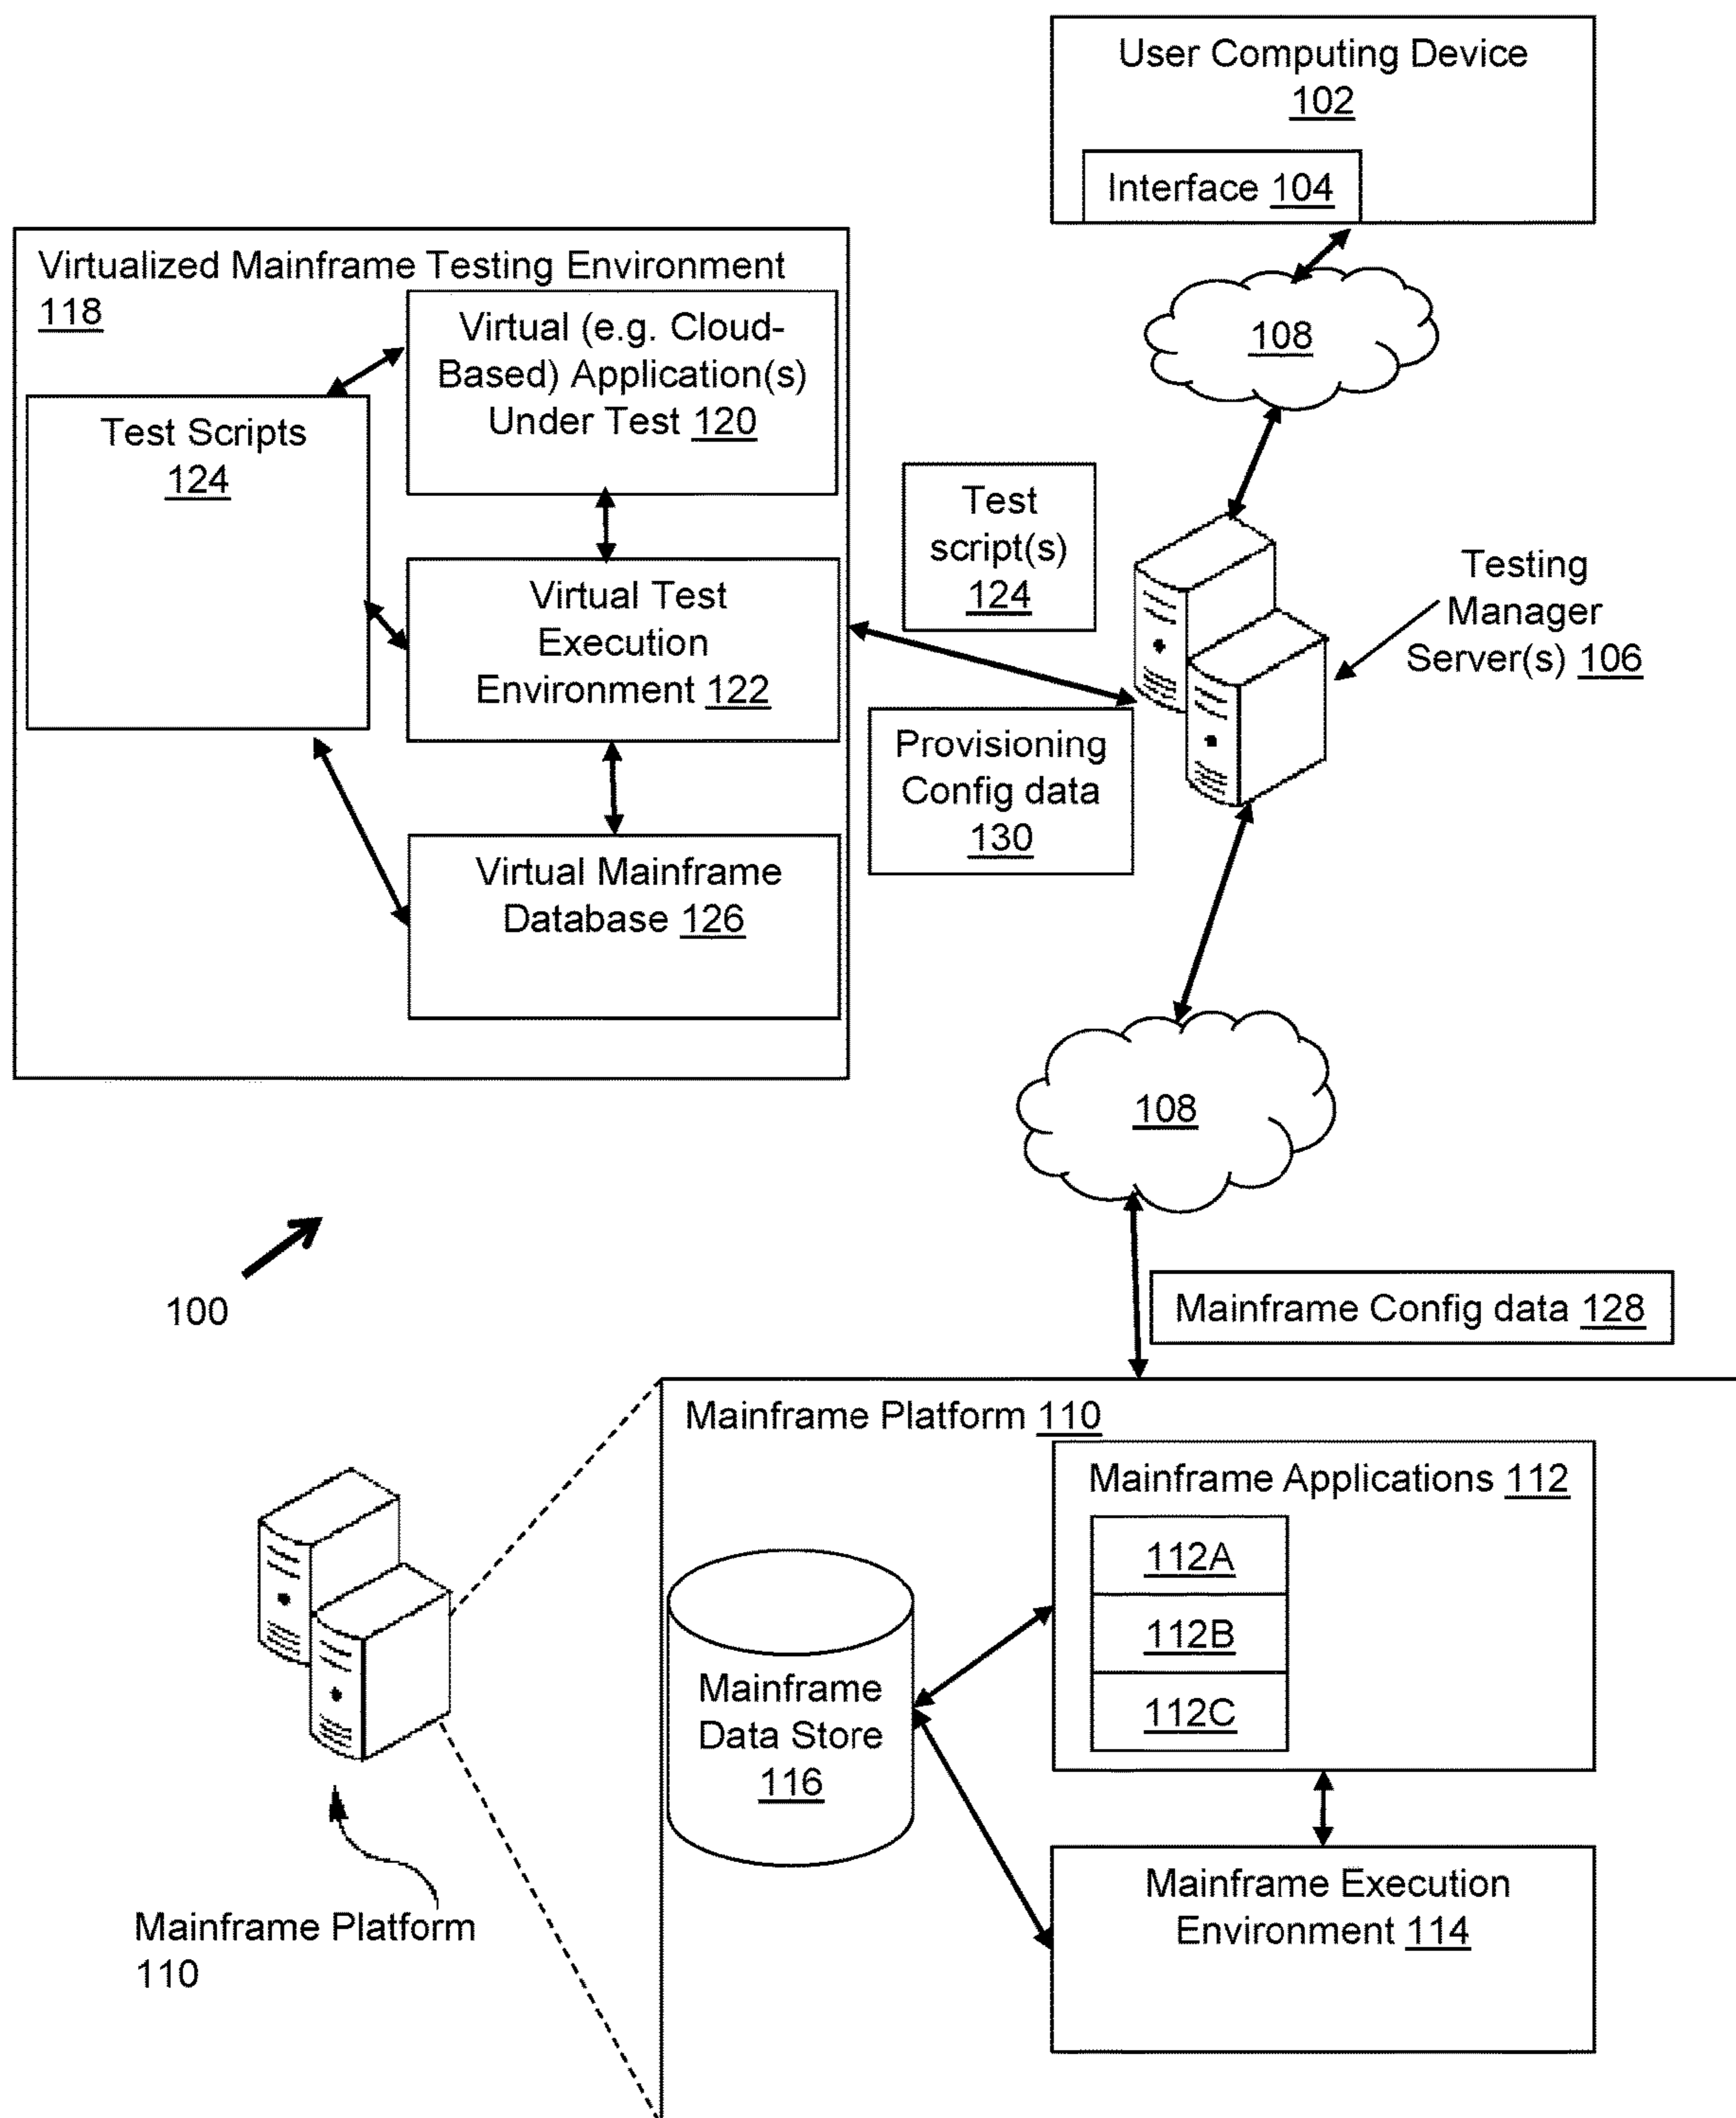 User Computing Device
102
Interface 104
108
Virtualized Mainframe Testing Environment
118
Virtual (e.g. Cloud-
Based) Application(s)
Under Test 120
Test Scripts
124
Virtual Test
Execution
Environment 122
Virtual Mainframe
Database 126
Test
script(s)
124
Provisioning
Config data
130
Testing
Manager
Server(s) 106
108
100
Mainframe Config data 128
Mainframe Platform 110
Mainframe Applications 112
112A
112B
112C
Mainframe
Data Store
116
Mainframe Execution
Environment 114
Mainframe Platform
110